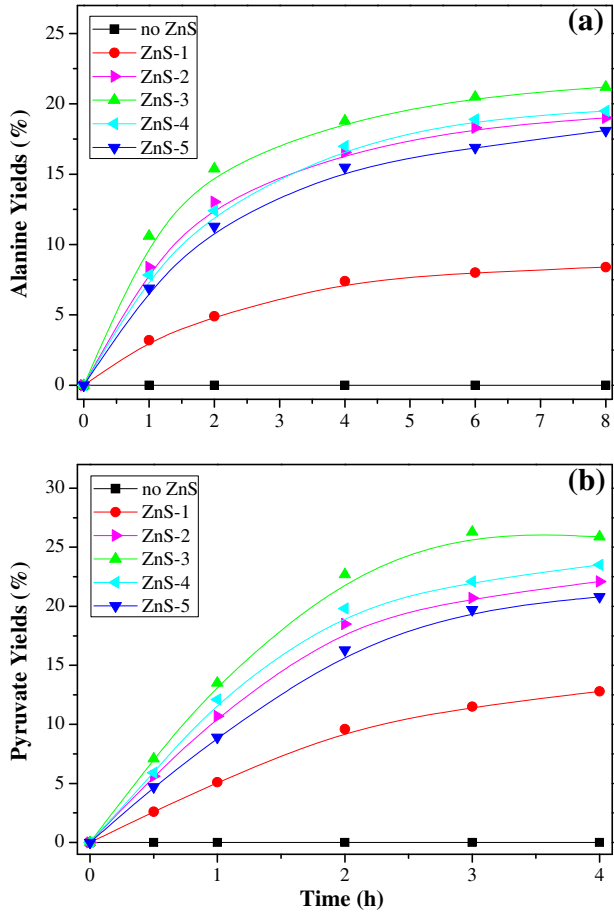 (a)
no ZnS
ZnS-1
ZnS-2
ZnS-3
ZnS-4
ZnS-5
Alanine Yields (%)
25
20
15
10
5
0
0 1 2 3 4 5 6 7 8
(b)
no ZnS
ZnS-1
ZnS-2
ZnS-3
ZnS-4
ZnS-5
Pyruvate Yields (%)
30
25
20
15
10
5
0
0 1 2 3 4
Time (h)